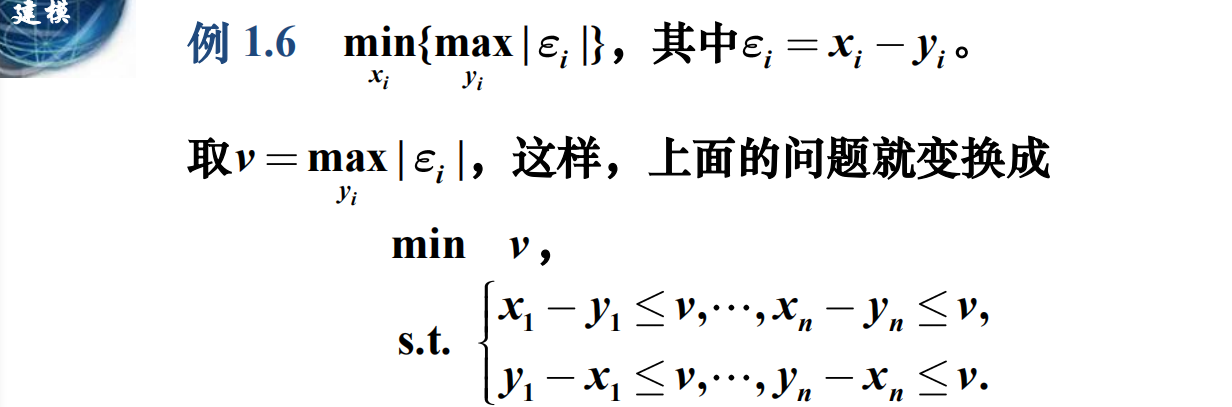 建模
例 1.6 min{max|εᵢ|}，其中εᵢ = xᵢ − yᵢ。
xᵢ yᵢ
取v = max|εᵢ|，这样，上面的问题就变换成
yᵢ
min v，
s.t. { x₁ − y₁ ≤ v,⋯,xₙ − yₙ ≤ v,
y₁ − x₁ ≤ v,⋯,yₙ − xₙ ≤ v.